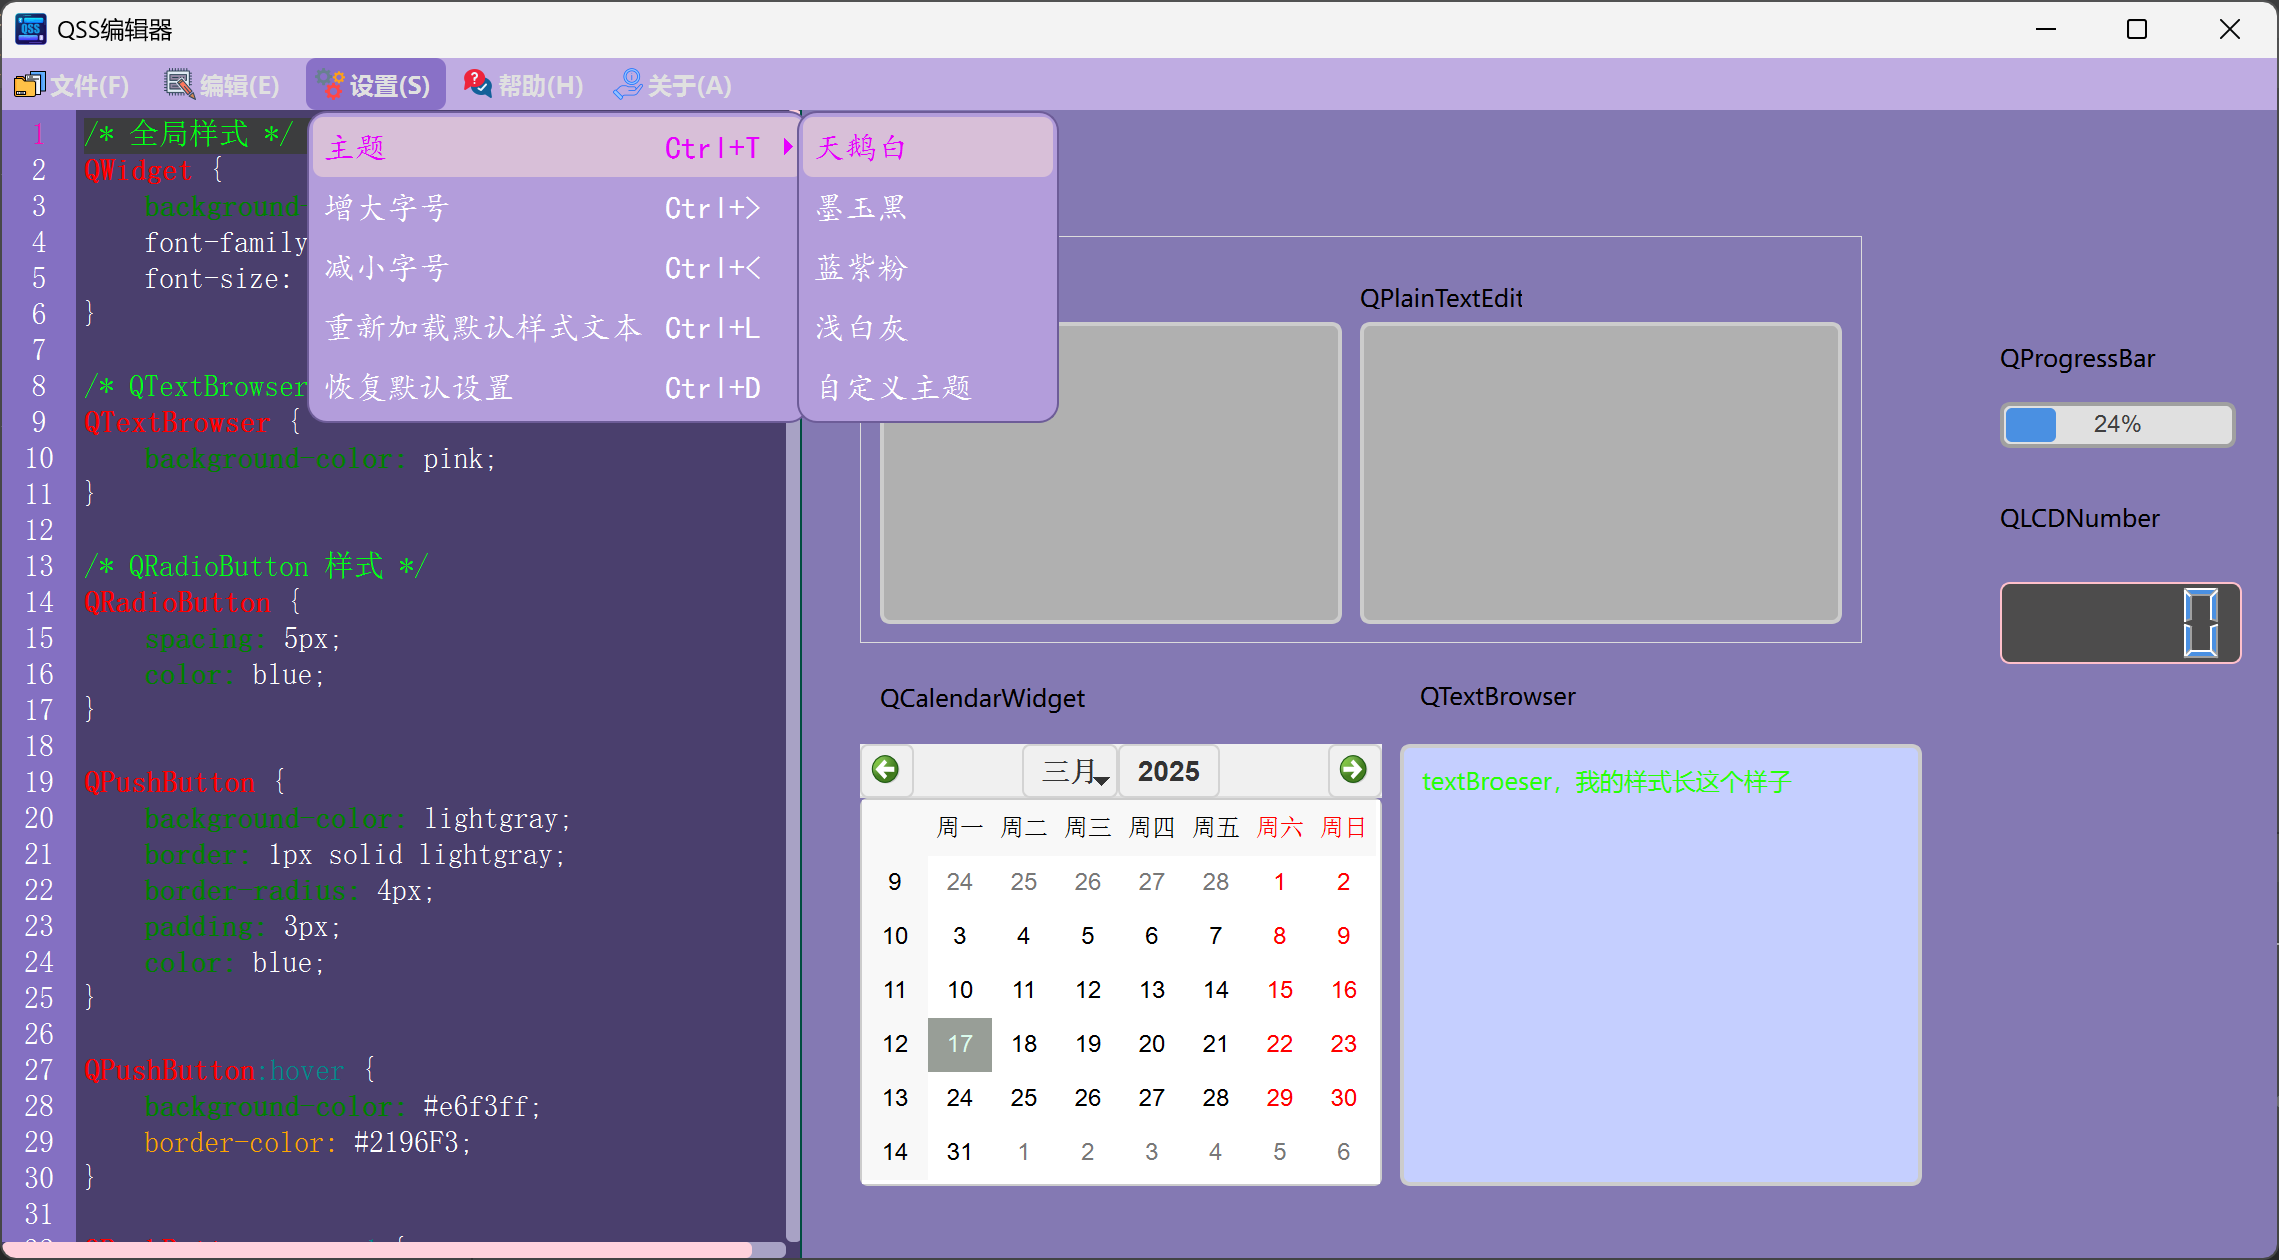 QSS编辑器
文件(F) 编辑(E) 设置(S) 帮助(H) 关于(A)
主题 Ctrl+T
增大字号 Ctrl+>
减小字号 Ctrl+<
重新加载默认样式文本 Ctrl+L
恢复默认设置 Ctrl+D
天鹅白
墨玉黑
蓝紫粉
浅白灰
自定义主题
1 /* 全局样式 */
2 QWidget {
3 background
4 font-family
5 font-size:
6 }
7
8 /* QTextBrowser
9 QTextBrowser {
10 background-color: pink;
11 }
12
13 /* QRadioButton 样式 */
14 QRadioButton {
15 spacing: 5px;
16 color: blue;
17 }
18
19 QPushButton {
20 background-color: lightgray;
21 border: 1px solid lightgray;
22 border-radius: 4px;
23 padding: 3px;
24 color: blue;
25 }
26
27 QPushButton:hover {
28 background-color: #e6f3ff;
29 border-color: #2196F3;
30 }
31
QPlainTextEdit
QProgressBar
24%
QLCDNumber
0
QCalendarWidget
三月 2025
周一 周二 周三 周四 周五 周六 周日
9 24 25 26 27 28 1 2
10 3 4 5 6 7 8 9
11 10 11 12 13 14 15 16
12 17 18 19 20 21 22 23
13 24 25 26 27 28 29 30
14 31 1 2 3 4 5 6
QTextBrowser
textBroeser，我的样式长这个样子